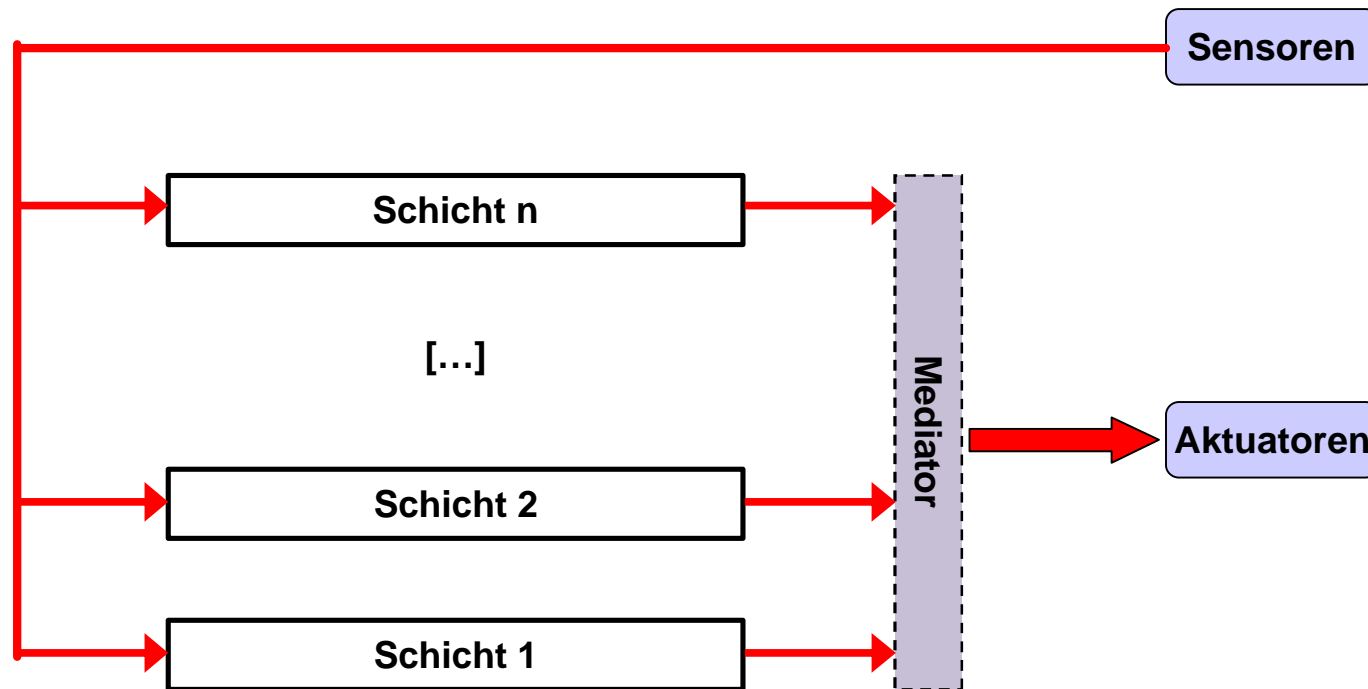 Sensoren
Schicht n
[…]
Mediator
Aktuatoren
Schicht 2
Schicht 1